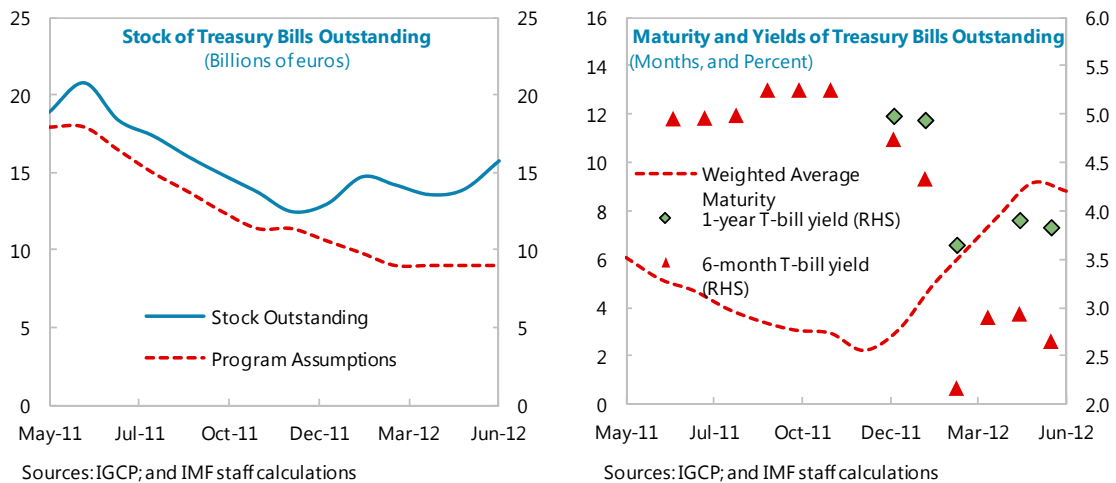 Stock of Treasury Bills Outstanding
(Billions of euros)
25
20
15
10
5
0
25
20
15
10
5
0
Stock Outstanding
Program Assumptions
May-11 Jul-11 Oct-11 Dec-11 Mar-12 Jun-12
Sources: IGCP; and IMF staff calculations
Maturity and Yields of Treasury Bills Outstanding
(Months, and Percent)
16
14
12
10
8
6
4
2
0
6.0
5.5
5.0
4.5
4.0
3.5
3.0
2.5
2.0
Weighted Average
Maturity
1-year T-bill yield (RHS)
6-month T-bill yield
(RHS)
May-11 Jul-11 Oct-11 Dec-11 Mar-12 Jun-12
Sources: IGCP; and IMF staff calculations